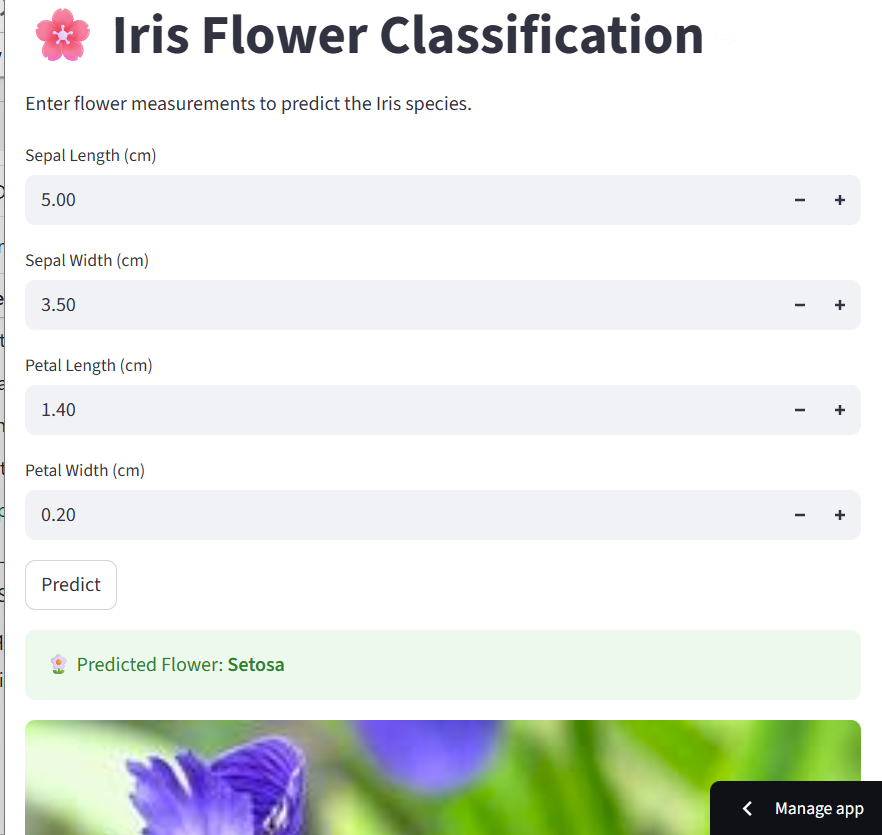 Iris Flower Classification
Enter flower measurements to predict the Iris species.
Sepal Length (cm)
5.00
Sepal Width (cm)
3.50
Petal Length (cm)
1.40
Petal Width (cm)
0.20
Predict
Predicted Flower: Setosa
Manage app